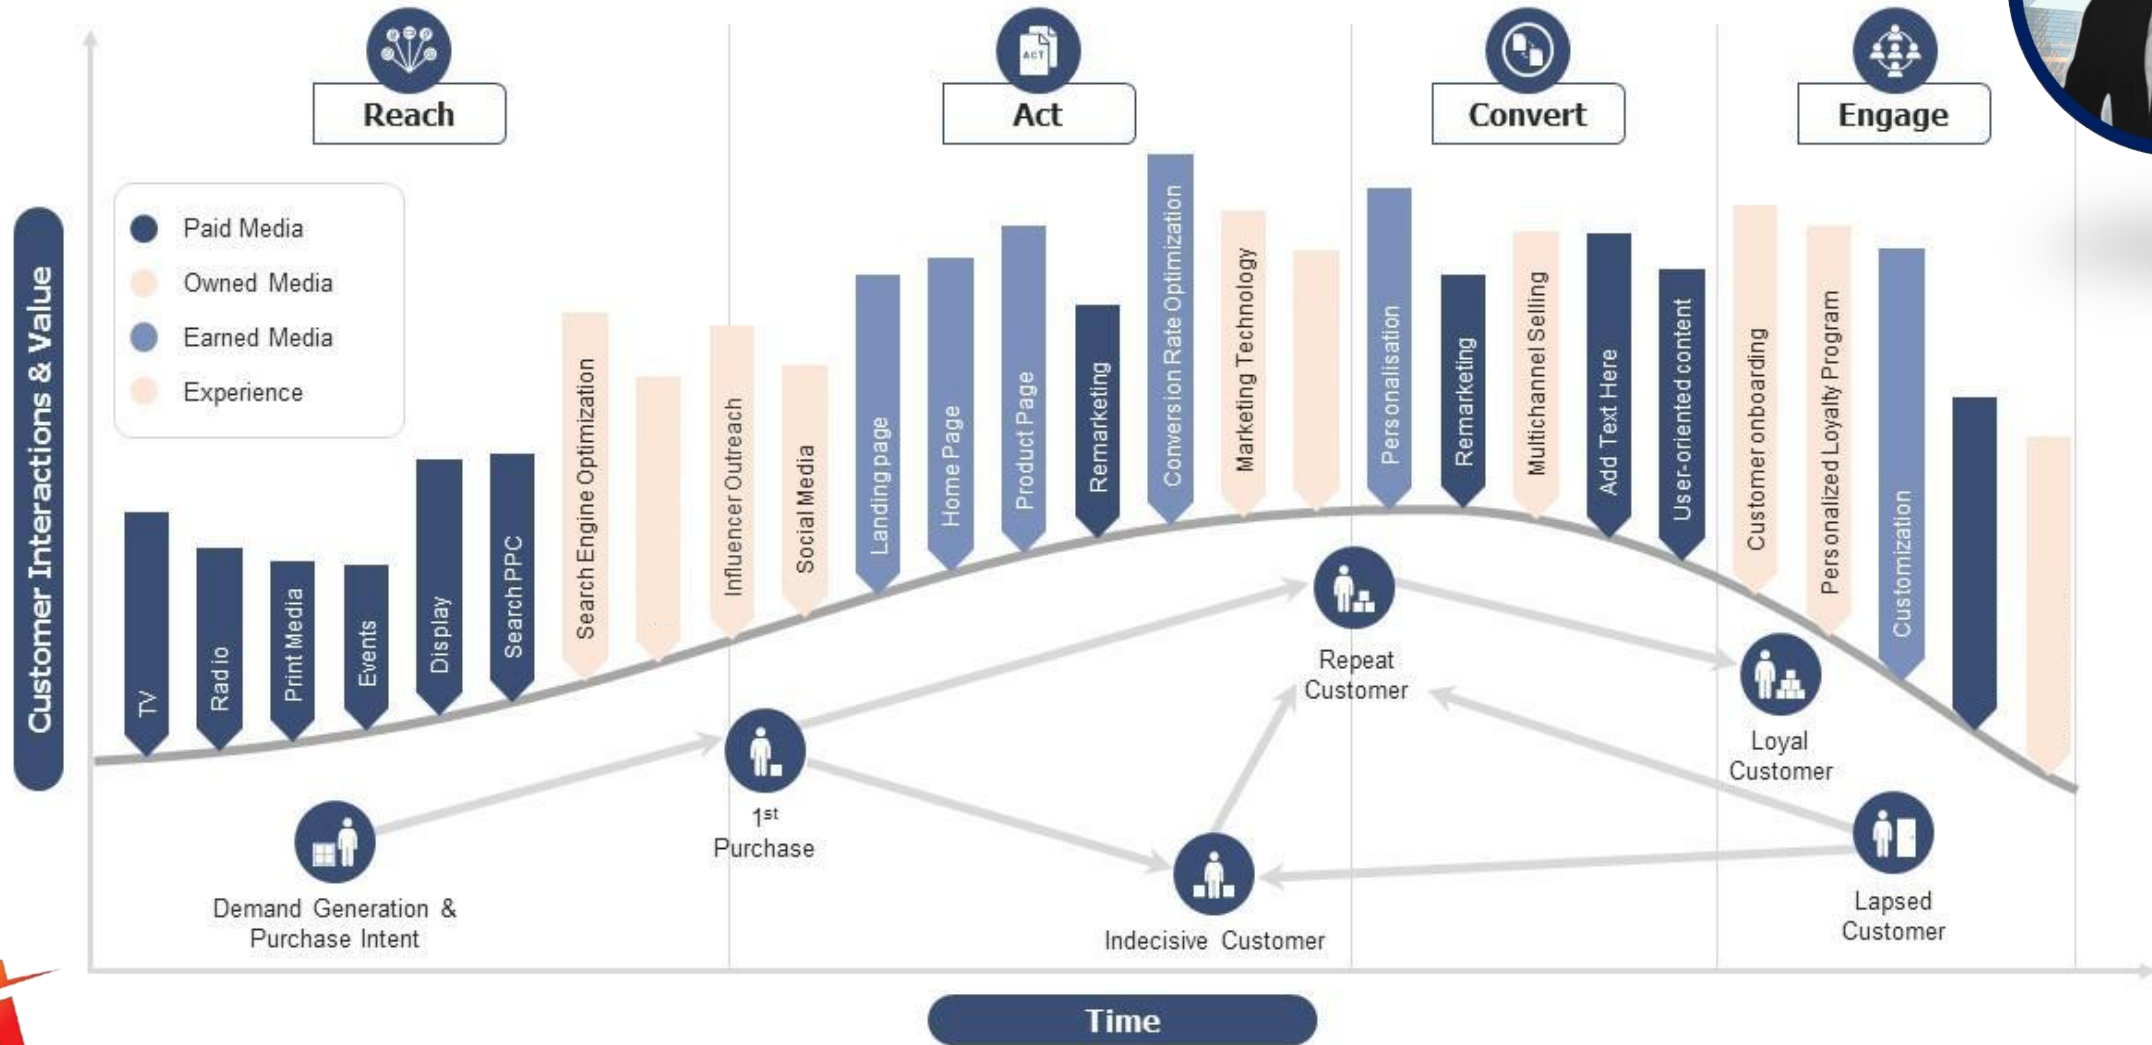 Reach
Act
Convert
Engage
ACT
Customer Interactions & Value
Paid Media
Owned Media
Earned Media
Experience
TV
Radio
Print Media
Events
Display
Search PPC
Search Engine Optimization
Influencer Outreach
Social Media
Landing page
Home Page
Product Page
Remarketing
Conversion Rate Optimization
Marketing Technology
Personalisation
Remarketing
Multichannel Selling
Add Text Here
User-oriented content
Customer onboarding
Personalized Loyalty Program
Customization
Demand Generation &
Purchase Intent
1st
Purchase
Indecisive Customer
Repeat
Customer
Loyal
Customer
Lapsed
Customer
Time